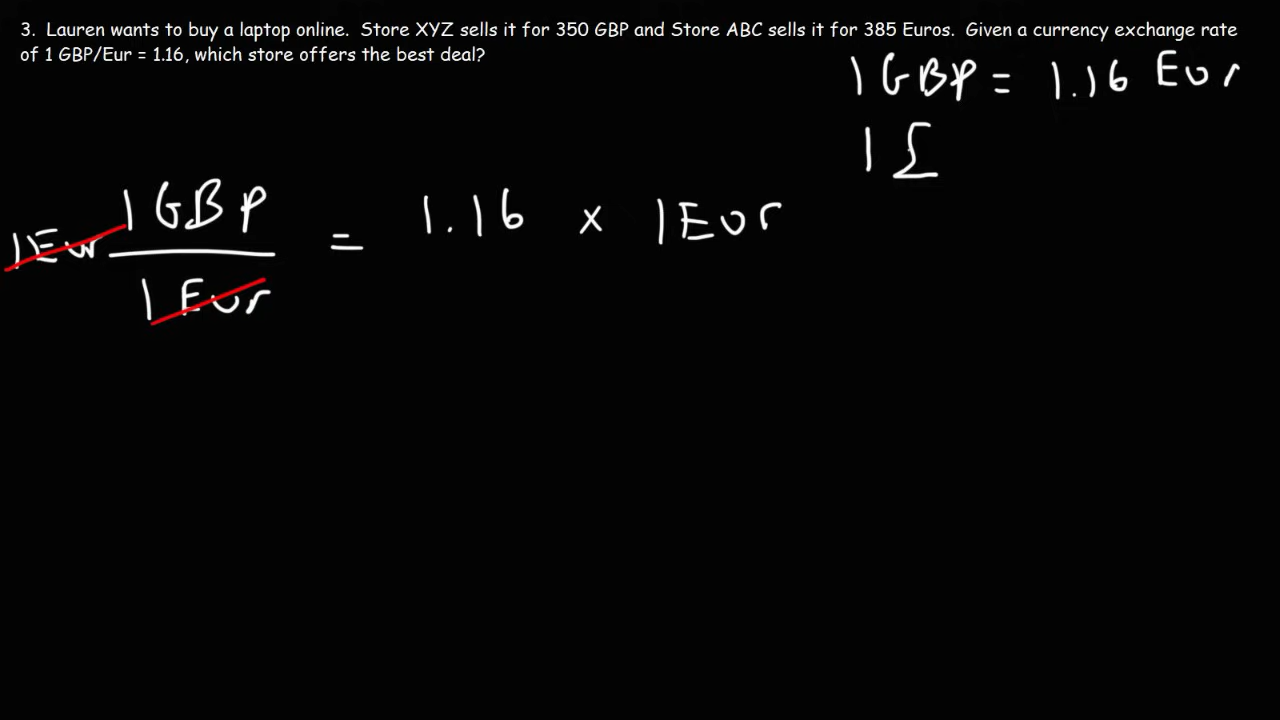 3. Lauren wants to buy a laptop online. Store XYZ sells it for 350 GBP and Store ABC sells it for 385 Euros. Given a currency exchange rate
of 1 GBP/Eur = 1.16, which store offers the best deal?
1 GBP = 1.16 Eur
1 £
1 Eur 1 GBP = 1.16 x 1 Eur
1 Eur